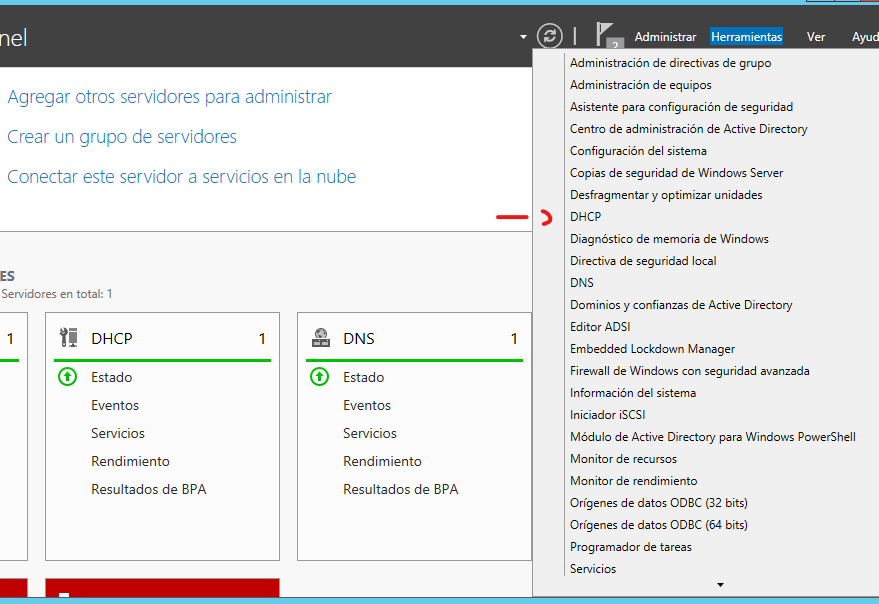 nel
Administrar
Herramientas
Ver
Ayud
Agregar otros servidores para administrar
Crear un grupo de servidores
Conectar este servidor a servicios en la nube
ES
Servidores en total: 1
1
DHCP 1
Estado
Eventos
Servicios
Rendimiento
Resultados de BPA
DNS 1
Estado
Eventos
Servicios
Rendimiento
Resultados de BPA
Administración de directivas de grupo
Administración de equipos
Asistente para configuración de seguridad
Centro de administración de Active Directory
Configuración del sistema
Copias de seguridad de Windows Server
Desfragmentar y optimizar unidades
DHCP
Diagnóstico de memoria de Windows
Directiva de seguridad local
DNS
Dominios y confianzas de Active Directory
Editor ADSI
Embedded Lockdown Manager
Firewall de Windows con seguridad avanzada
Información del sistema
Iniciador iSCSI
Módulo de Active Directory para Windows PowerShell
Monitor de recursos
Monitor de rendimiento
Orígenes de datos ODBC (32 bits)
Orígenes de datos ODBC (64 bits)
Programador de tareas
Servicios